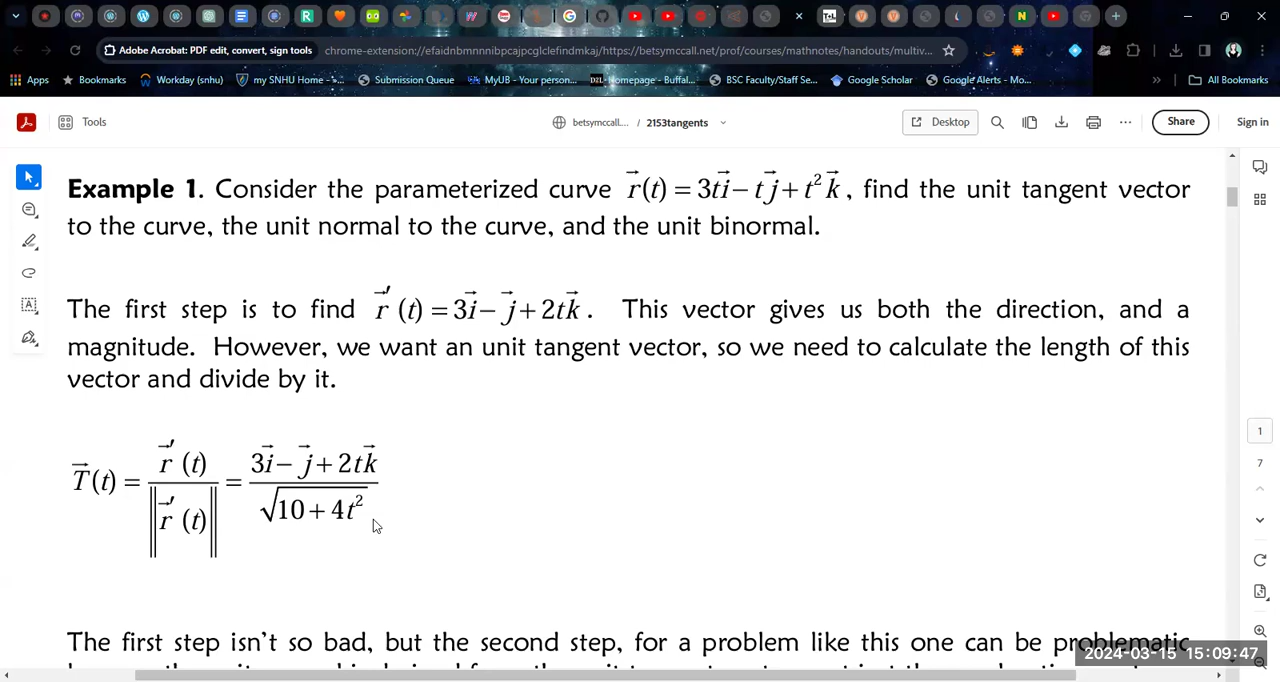 Adobe Acrobat: PDF edit, convert, sign tools chrome-extension://efaidnbmnnnibpcajpcglclefindmkaj/https://betsymccall.net/prof/courses/mathnotes/handouts/multiv...
Apps Bookmarks Workday (snhu) my SNHU Home -... Submission Queue MyUB - Your person... D2L Homepage - Buffal... BSC Faculty/Staff Se... Google Scholar Google Alerts - Mo... » All Bookmarks
Tools betsymccall.... / 2153tangents Desktop Share Sign in
Example 1. Consider the parameterized curve r⃗(t) = 3ti⃗ − tj⃗ + t²k⃗, find the unit tangent vector
to the curve, the unit normal to the curve, and the unit binormal.
The first step is to find r⃗′(t) = 3i⃗ − j⃗ + 2tk⃗. This vector gives us both the direction, and a
magnitude. However, we want an unit tangent vector, so we need to calculate the length of this
vector and divide by it.
T⃗(t) = r⃗′(t) / ‖r⃗′(t)‖ = (3i⃗ − j⃗ + 2tk⃗) / √(10 + 4t²)
1
7
The first step isn't so bad, but the second step, for a problem like this one can be problematic
2024-03-15 15:09:47